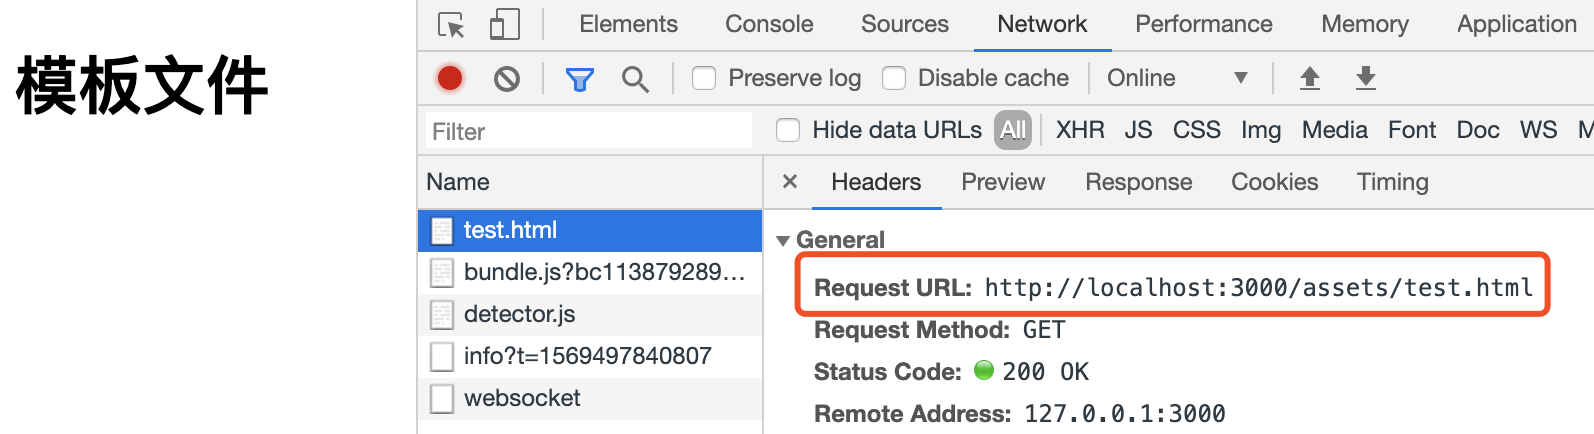 模板文件
Elements Console Sources Network Performance Memory Application
Preserve log Disable cache Online
Filter Hide data URLs All XHR JS CSS Img Media Font Doc WS
Name
Headers Preview Response Cookies Timing
test.html
bundle.js?bc113879289...
detector.js
info?t=1569497840807
websocket
General
Request URL: http://localhost:3000/assets/test.html
Request Method: GET
Status Code: 200 OK
Remote Address: 127.0.0.1:3000